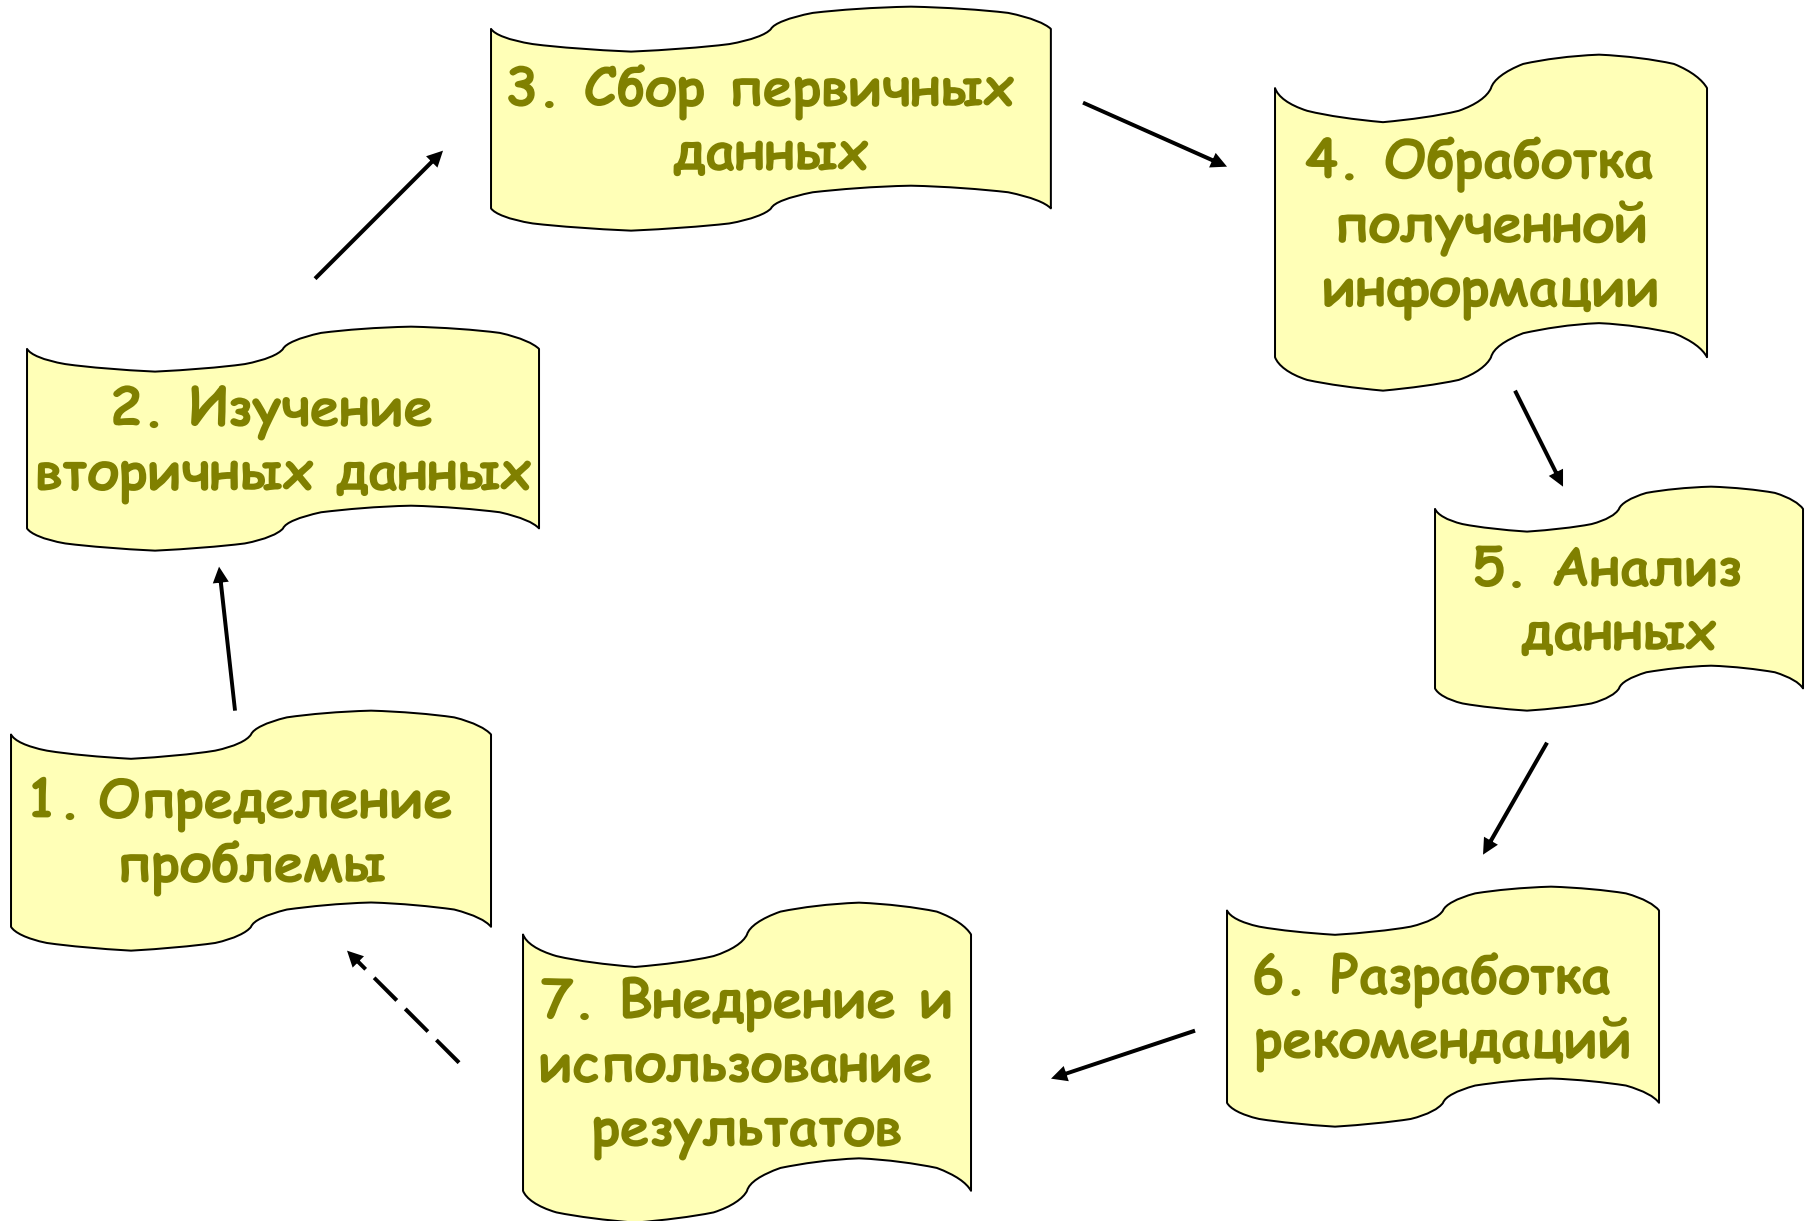 1. Определение
проблемы
2. Изучение
вторичных данных
3. Сбор первичных
данных
4. Обработка
полученной
информации
5. Анализ
данных
6. Разработка
рекомендаций
7. Внедрение и
использование
результатов